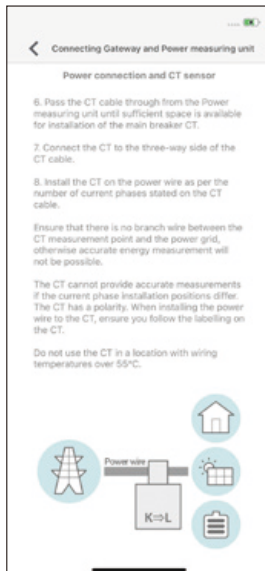 Connecting Gateway and Power measuring unit
Power connection and CT sensor
6. Pass the CT cable through from the Power
measuring unit until sufficient space is available
for installation of the main breaker CT.
7. Connect the CT to the three-way side of the
CT cable.
8. Install the CT on the power wire as per the
number of current phases stated on the CT
cable.
Ensure that there is no branch wire between the
CT measurement point and the power grid,
otherwise accurate energy measurement will
not be possible.
The CT cannot provide accurate measurements
if the current phase installation positions differ.
The CT has a polarity. When installing the power
wire to the CT, ensure you follow the labelling on
the CT.
Do not use the CT in a location with wiring
temperatures over 55°C.
Power wire
K⇒L